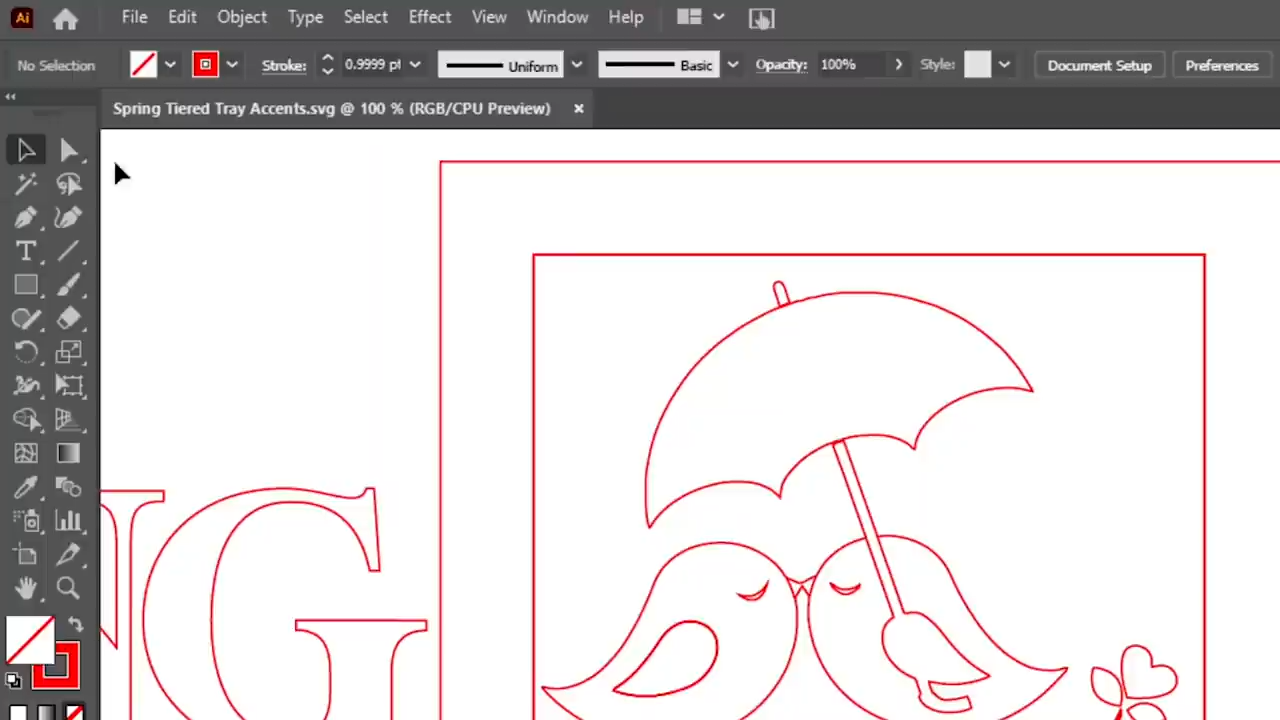 Ai File Edit Object Type Select Effect View Window Help
No Selection Stroke: 0.9999 pt Uniform Basic Opacity: 100% Style: Document Setup Preferences
Spring Tiered Tray Accents.svg @ 100 % (RGB/CPU Preview) ×
G